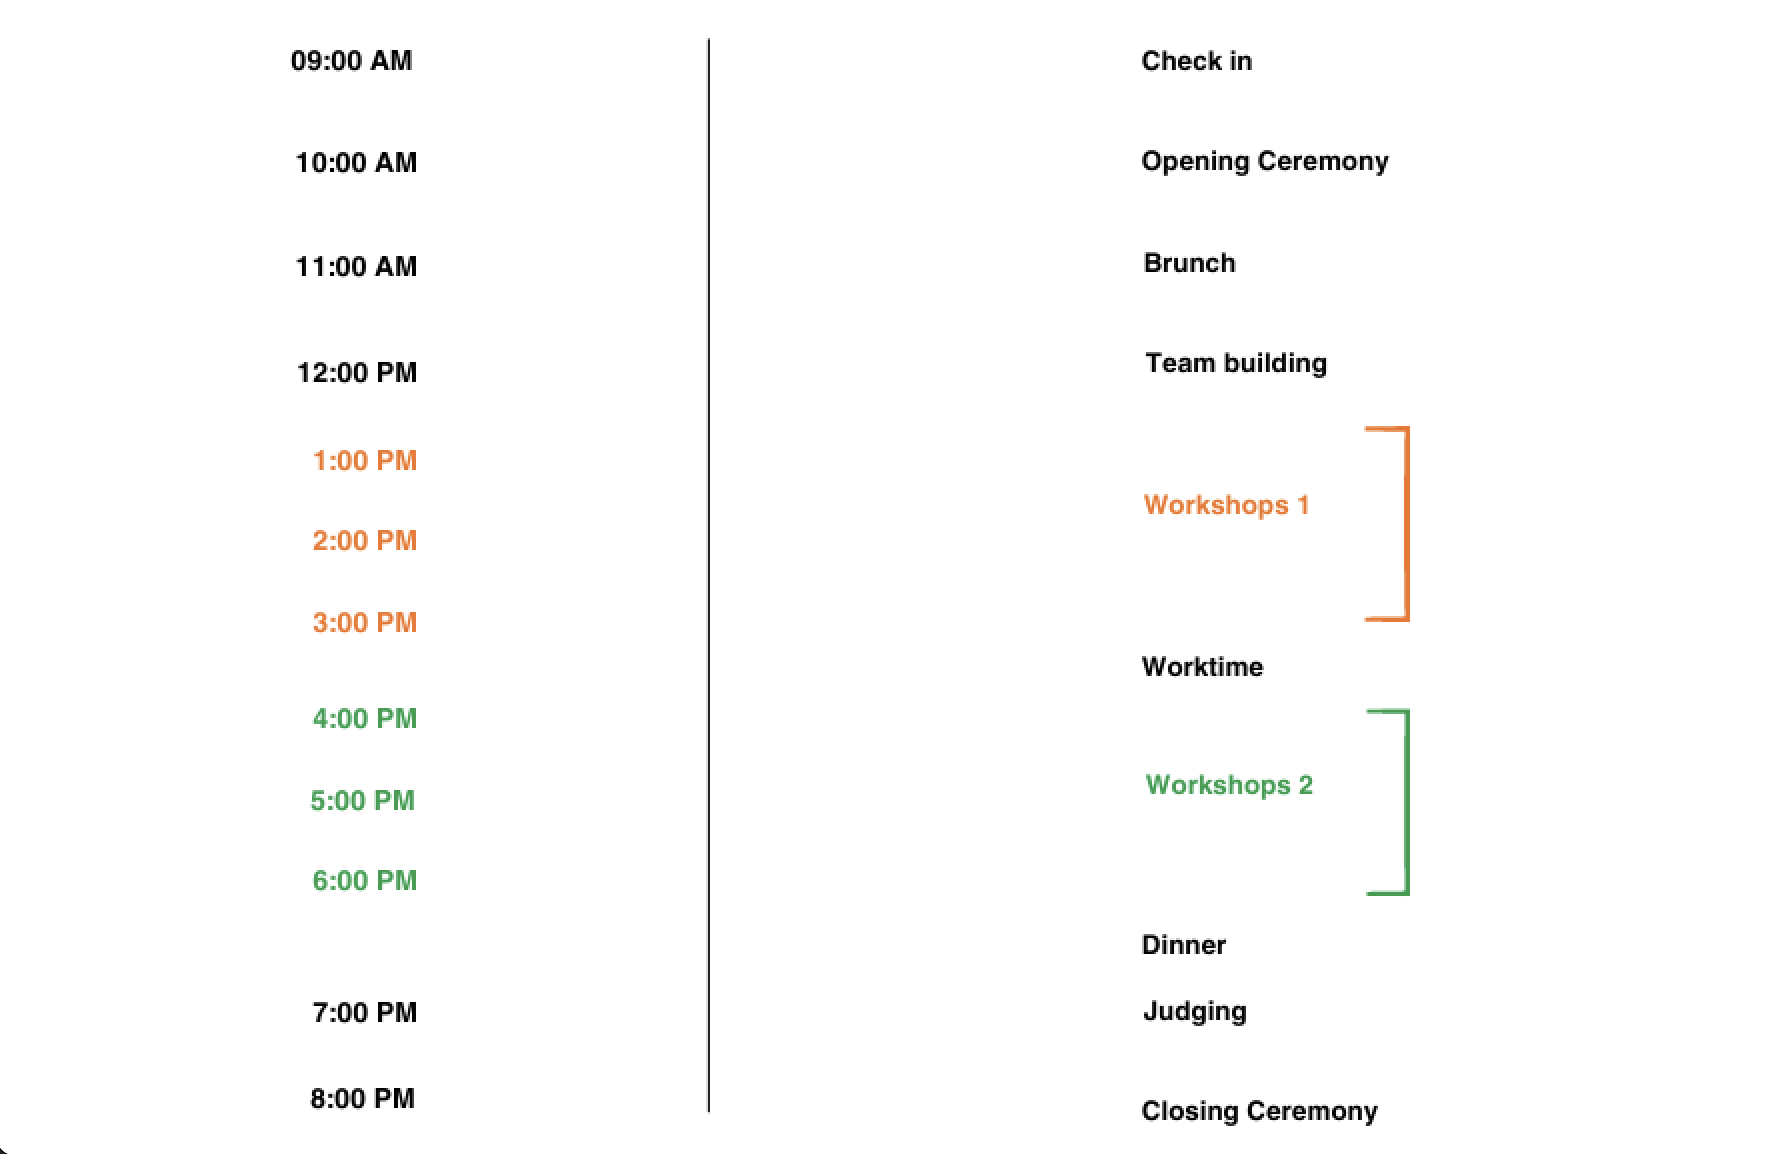 09:00 AM Check in
10:00 AM Opening Ceremony
11:00 AM Brunch
12:00 PM Team building
1:00 PM
Workshops 1
2:00 PM
3:00 PM
Worktime
4:00 PM
Workshops 2
5:00 PM
6:00 PM
Dinner
7:00 PM Judging
8:00 PM Closing Ceremony